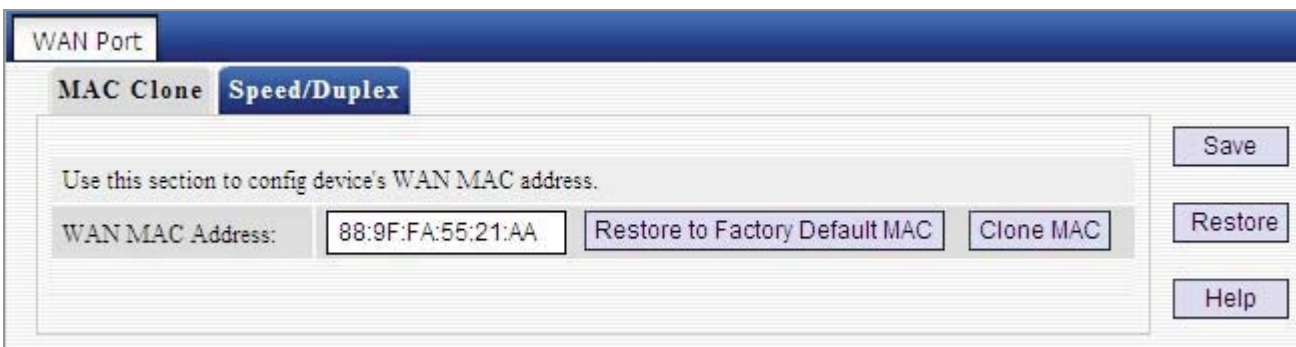 WAN Port
MAC Clone Speed/Duplex
Use this section to config device's WAN MAC address.
WAN MAC Address: 88:9F:FA:55:21:AA Restore to Factory Default MAC Clone MAC
Save
Restore
Help